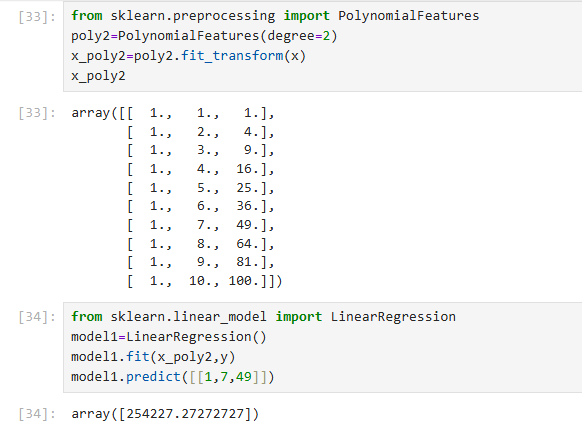 [33]: from sklearn.preprocessing import PolynomialFeatures
poly2=PolynomialFeatures(degree=2)
x_poly2=poly2.fit_transform(x)
x_poly2
[33]: array([[  1.,   1.,   1.],
       [  1.,   2.,   4.],
       [  1.,   3.,   9.],
       [  1.,   4.,  16.],
       [  1.,   5.,  25.],
       [  1.,   6.,  36.],
       [  1.,   7.,  49.],
       [  1.,   8.,  64.],
       [  1.,   9.,  81.],
       [  1.,  10., 100.]])
[34]: from sklearn.linear_model import LinearRegression
model1=LinearRegression()
model1.fit(x_poly2,y)
model1.predict([[1,7,49]])
[34]: array([254227.27272727])